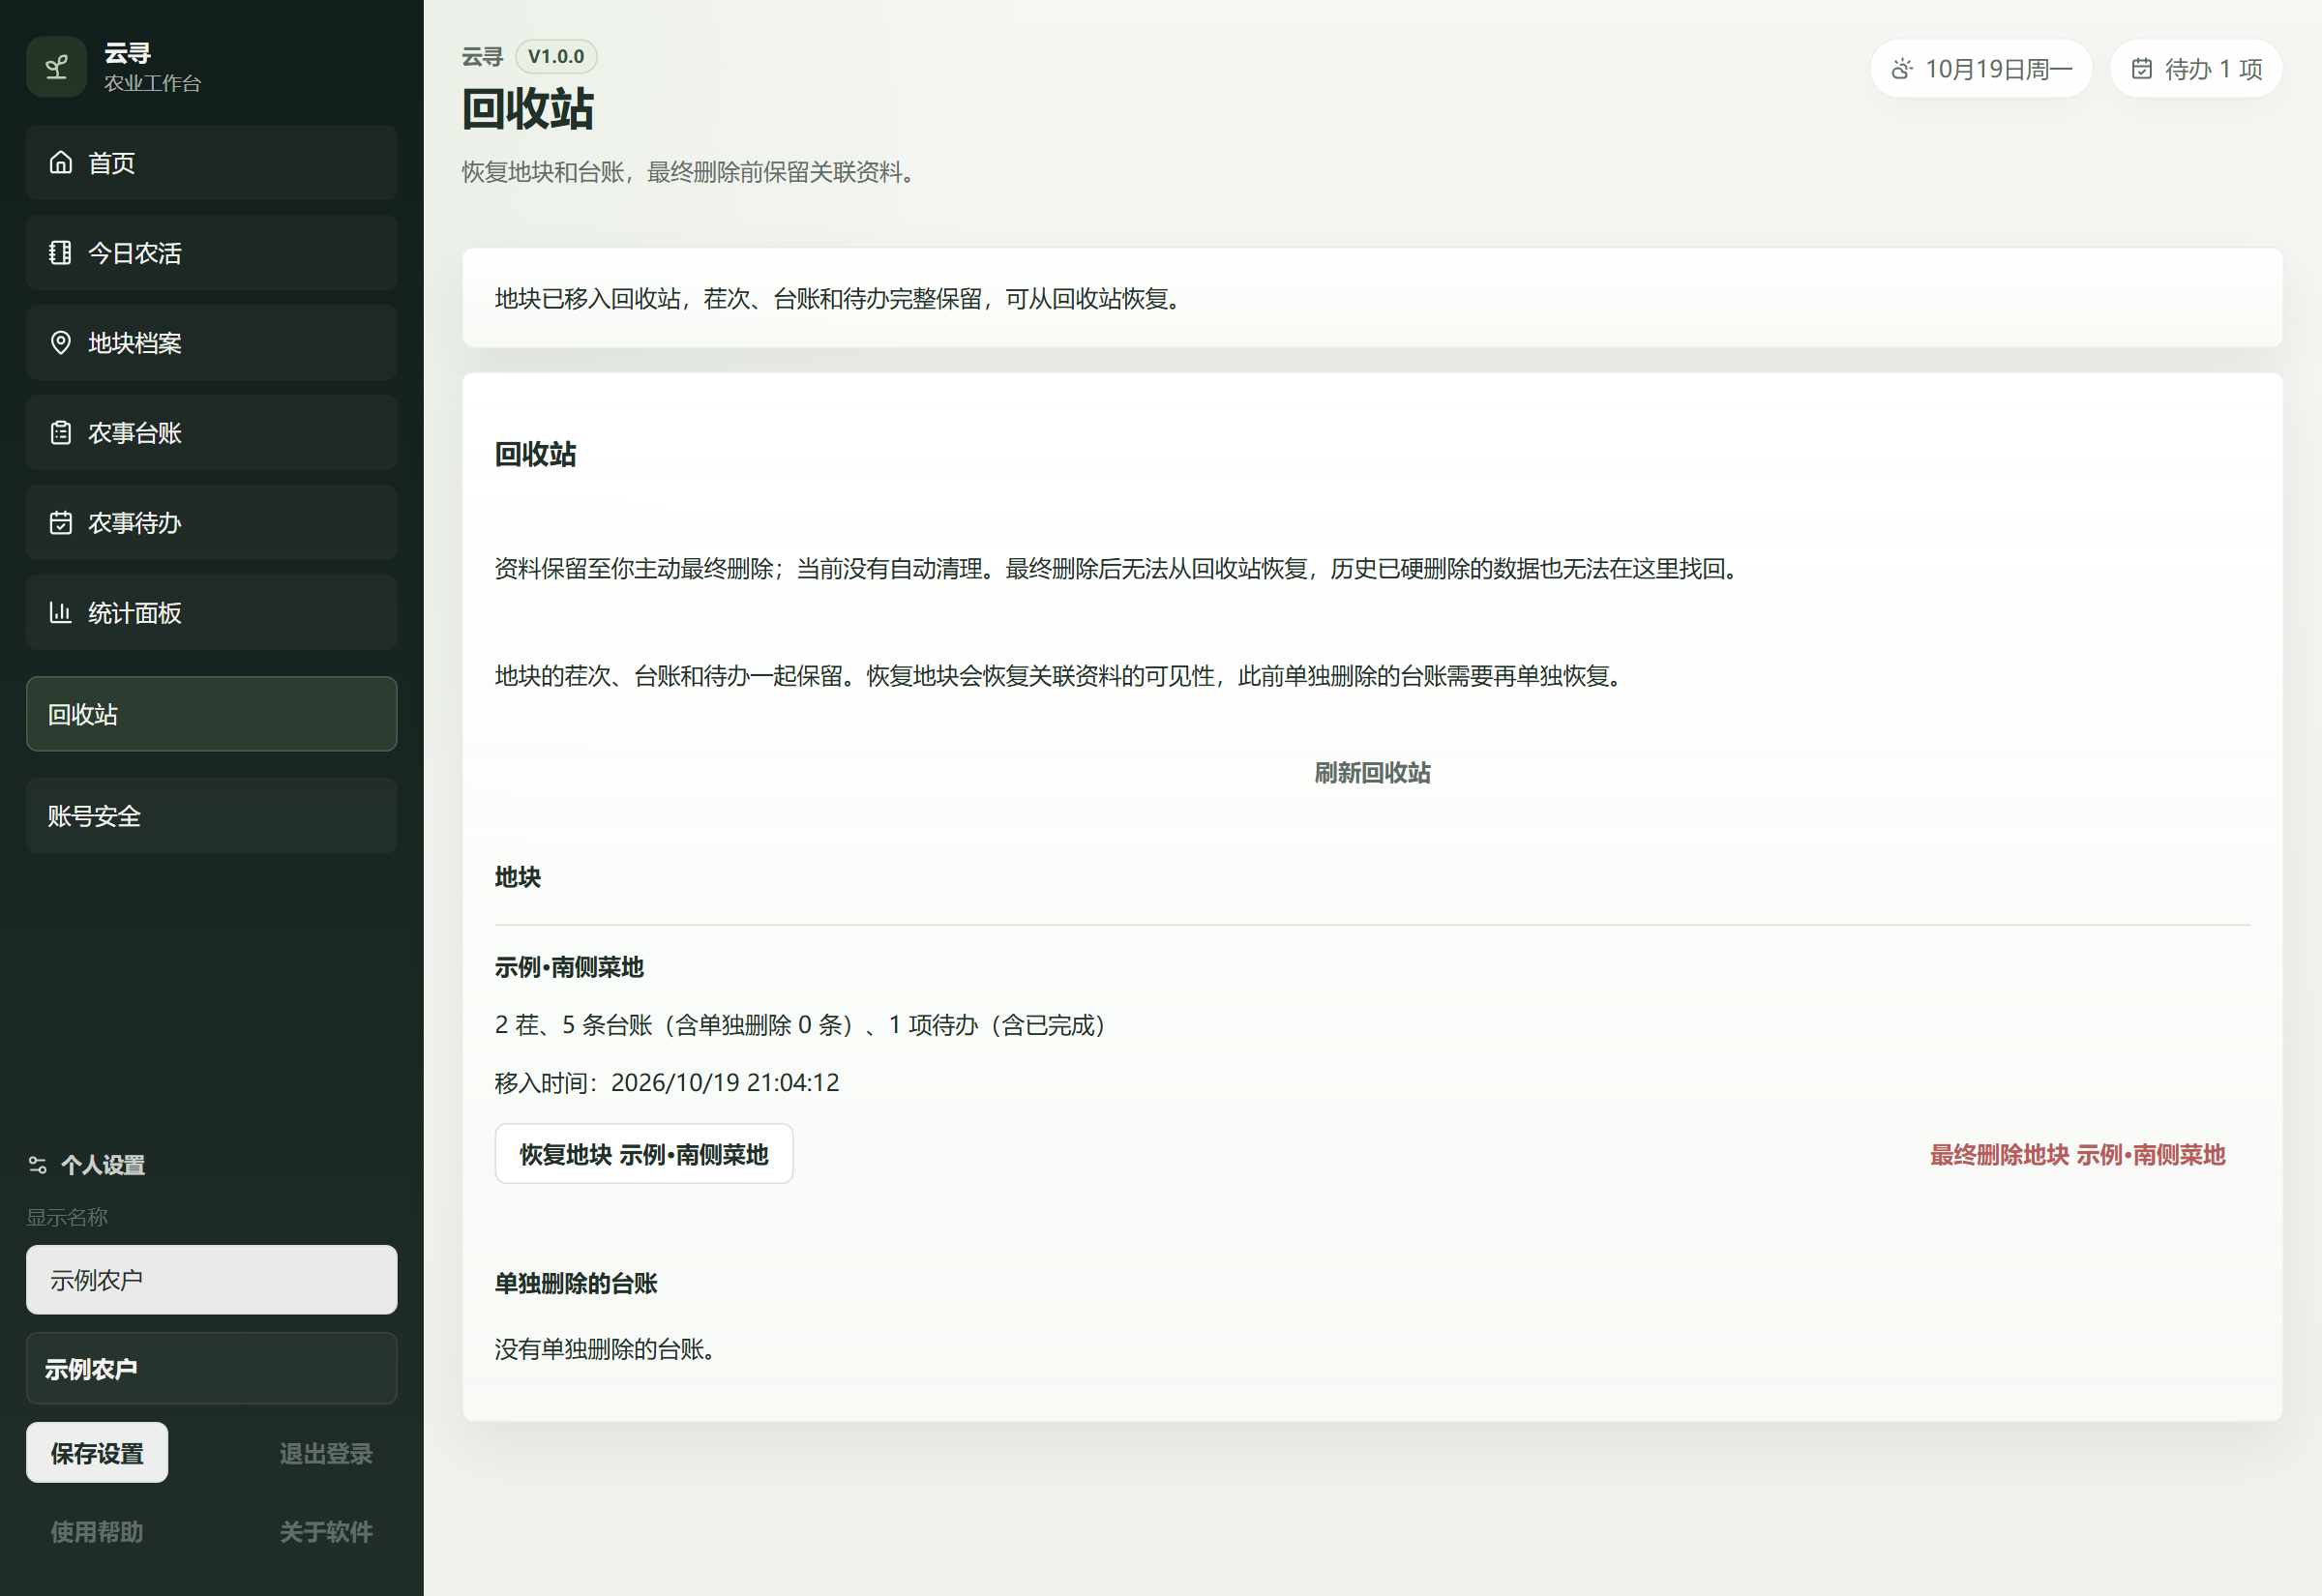 云寻
农业工作台
首页
今日农活
地块档案
农事台账
农事待办
统计面板
回收站
账号安全
个人设置
显示名称
示例农户
示例农户
保存设置
退出登录
使用帮助
关于软件
云寻 V1.0.0
回收站
恢复地块和台账，最终删除前保留关联资料。
10月19日周一
待办 1 项
地块已移入回收站，茬次、台账和待办完整保留，可从回收站恢复。
回收站
资料保留至你主动最终删除；当前没有自动清理。最终删除后无法从回收站恢复，历史已硬删除的数据也无法在这里找回。
地块的茬次、台账和待办一起保留。恢复地块会恢复关联资料的可见性，此前单独删除的台账需要再单独恢复。
刷新回收站
地块
示例·南侧菜地
2 茬、5 条台账（含单独删除 0 条）、1 项待办（含已完成）
移入时间：2026/10/19 21:04:12
恢复地块 示例·南侧菜地
最终删除地块 示例·南侧菜地
单独删除的台账
没有单独删除的台账。